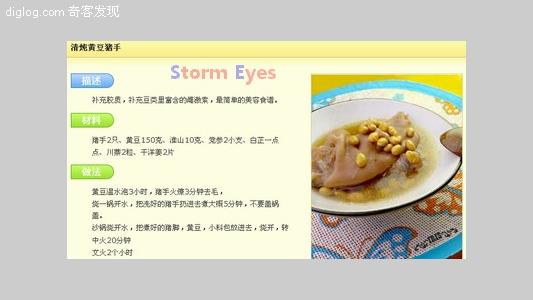 diglog.com 奇客发现
清炖黄豆猪手
Storm Eyes
描述
补充胶质，补充豆类里富含的雌激素，最简单的美容食谱。
材料
猪手2只、黄豆150克、淮山10克、党参2小支、白正一点
点、川寨2粒、干洋姜2片
做法
黄豆温水泡3小时，猪手火燎3分钟去毛，
烧一锅开水，把洗好的猪手扔进去煮大概5分钟，不要盖锅
盖。
沙锅烧开水，把煮好的猪脚，黄豆，小料包放进去，烧开，转
中火20分钟
文火2个小时